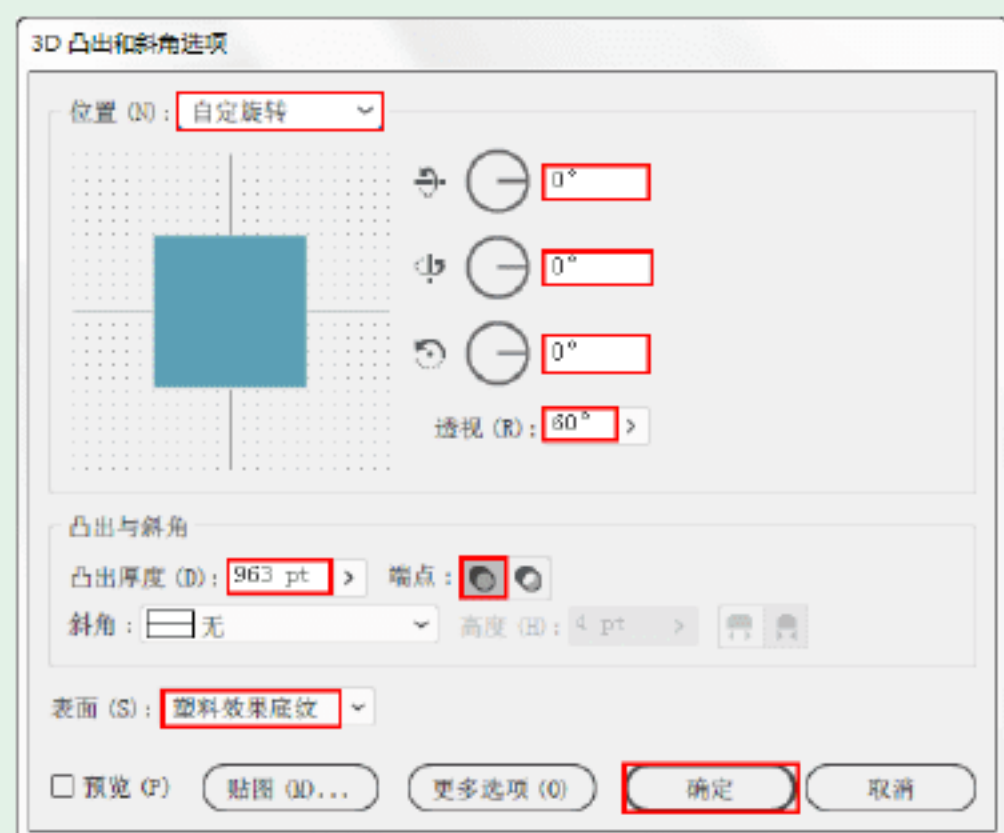 3D 凸出和斜角选项
位置 (N): 自定旋转
0°
0°
0°
透视 (R): 60°
凸出与斜角
凸出厚度 (D): 963 pt 端点:
斜角: 无 高度 (H): 4 pt
表面 (S): 塑料效果底纹
预览 (P) 贴图 (M)... 更多选项 (O) 确定 取消